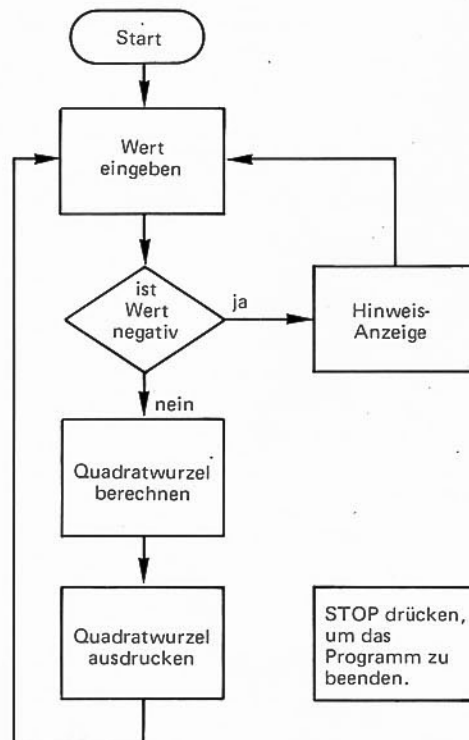 Start
Wert
eingeben
ist
Wert
negativ
ja
Hinweis-
Anzeige
nein
Quadratwurzel
berechnen
Quadratwurzel
ausdrucken
STOP drücken,
um das
Programm zu
beenden.